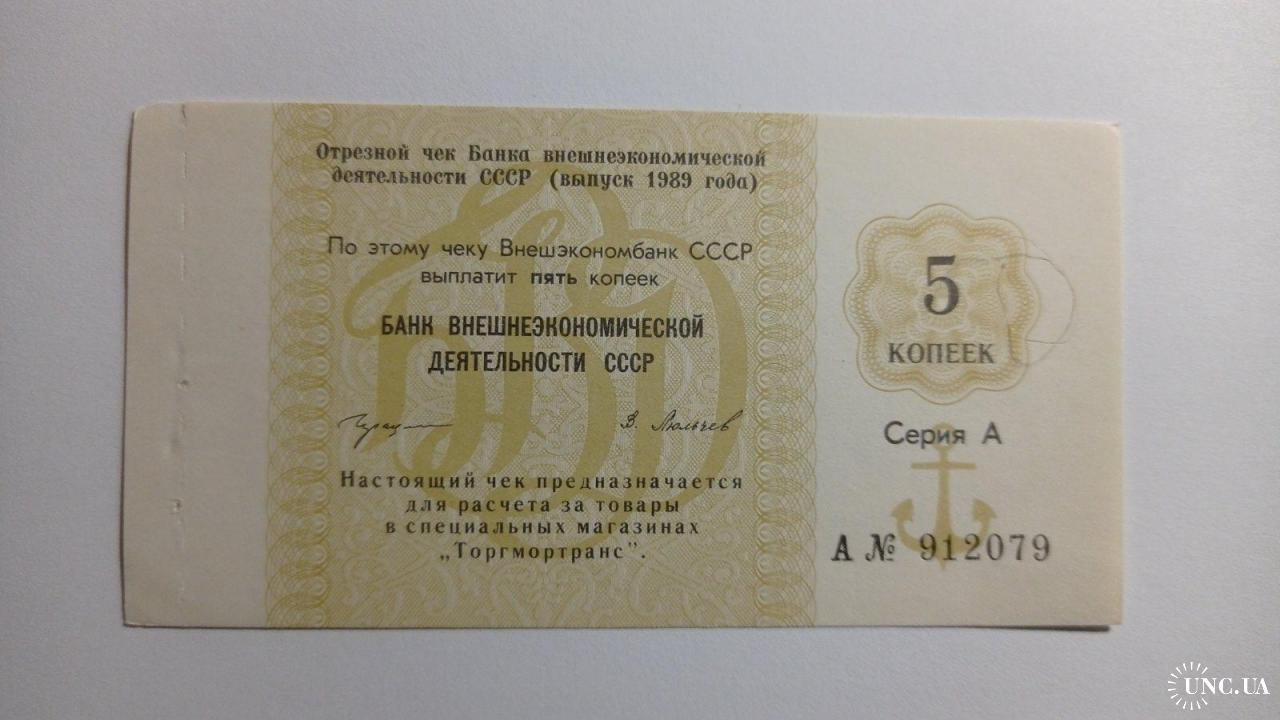 Отрезной чек Банка внешнеэкономической
деятельности СССР (выпуск 1989 года)
По этому чеку Внешэкономбанк СССР
выплатит пять копеек
БАНК ВНЕШНЕЭКОНОМИЧЕСКОЙ
ДЕЯТЕЛЬНОСТИ СССР
В. Люльчев
Настоящий чек предназначается
для расчета за товары
в специальных магазинах
„Торгмортранс".
5
КОПЕЕК
Серия А
А № 912079
UNC.UA